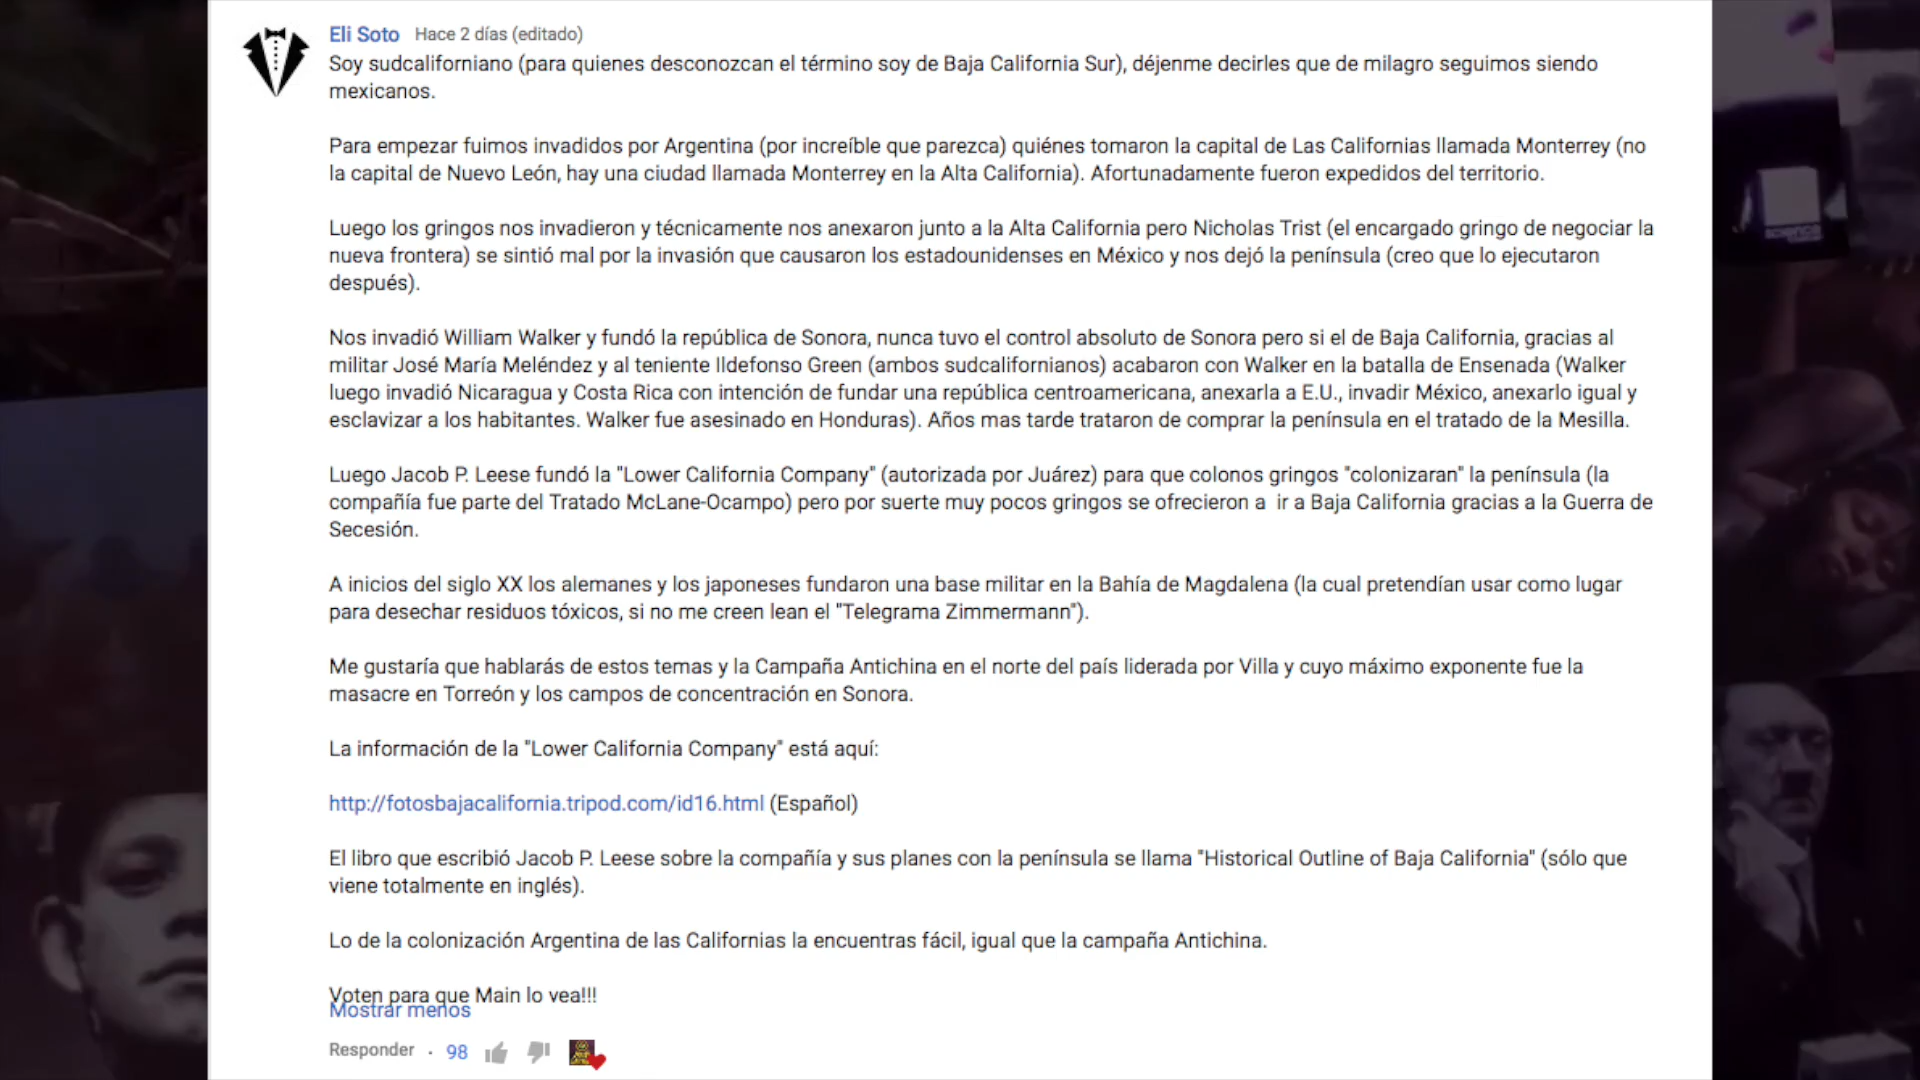 Eli Soto Hace 2 días (editado)
Soy sudcaliforniano (para quienes desconozcan el término soy de Baja California Sur), déjenme decirles que de milagro seguimos siendo
mexicanos.
Para empezar fuimos invadidos por Argentina (por increíble que parezca) quiénes tomaron la capital de Las Californias llamada Monterrey (no
la capital de Nuevo León, hay una ciudad llamada Monterrey en la Alta California). Afortunadamente fueron expedidos del territorio.
Luego los gringos nos invadieron y técnicamente nos anexaron junto a la Alta California pero Nicholas Trist (el encargado gringo de negociar la
nueva frontera) se sintió mal por la invasión que causaron los estadounidenses en México y nos dejó la península (creo que lo ejecutaron
después).
Nos invadió William Walker y fundó la república de Sonora, nunca tuvo el control absoluto de Sonora pero si el de Baja California, gracias al
militar José María Meléndez y al teniente Ildefonso Green (ambos sudcalifornianos) acabaron con Walker en la batalla de Ensenada (Walker
luego invadió Nicaragua y Costa Rica con intención de fundar una república centroamericana, anexarla a E.U., invadir México, anexarlo igual y
esclavizar a los habitantes. Walker fue asesinado en Honduras). Años mas tarde trataron de comprar la península en el tratado de la Mesilla.
Luego Jacob P. Leese fundó la "Lower California Company" (autorizada por Juárez) para que colonos gringos "colonizaran" la península (la
compañía fue parte del Tratado McLane-Ocampo) pero por suerte muy pocos gringos se ofrecieron a  ir a Baja California gracias a la Guerra de
Secesión.
A inicios del siglo XX los alemanes y los japoneses fundaron una base militar en la Bahía de Magdalena (la cual pretendían usar como lugar
para desechar residuos tóxicos, si no me creen lean el "Telegrama Zimmermann").
Me gustaría que hablarás de estos temas y la Campaña Antichina en el norte del país liderada por Villa y cuyo máximo exponente fue la
masacre en Torreón y los campos de concentración en Sonora.
La información de la "Lower California Company" está aquí:
http://fotosbajacalifornia.tripod.com/id16.html (Español)
El libro que escribió Jacob P. Leese sobre la compañía y sus planes con la península se llama "Historical Outline of Baja California" (sólo que
viene totalmente en inglés).
Lo de la colonización Argentina de las Californias la encuentras fácil, igual que la campaña Antichina.
Voten para que Main lo vea!!!
Mostrar menos
Responder · 98